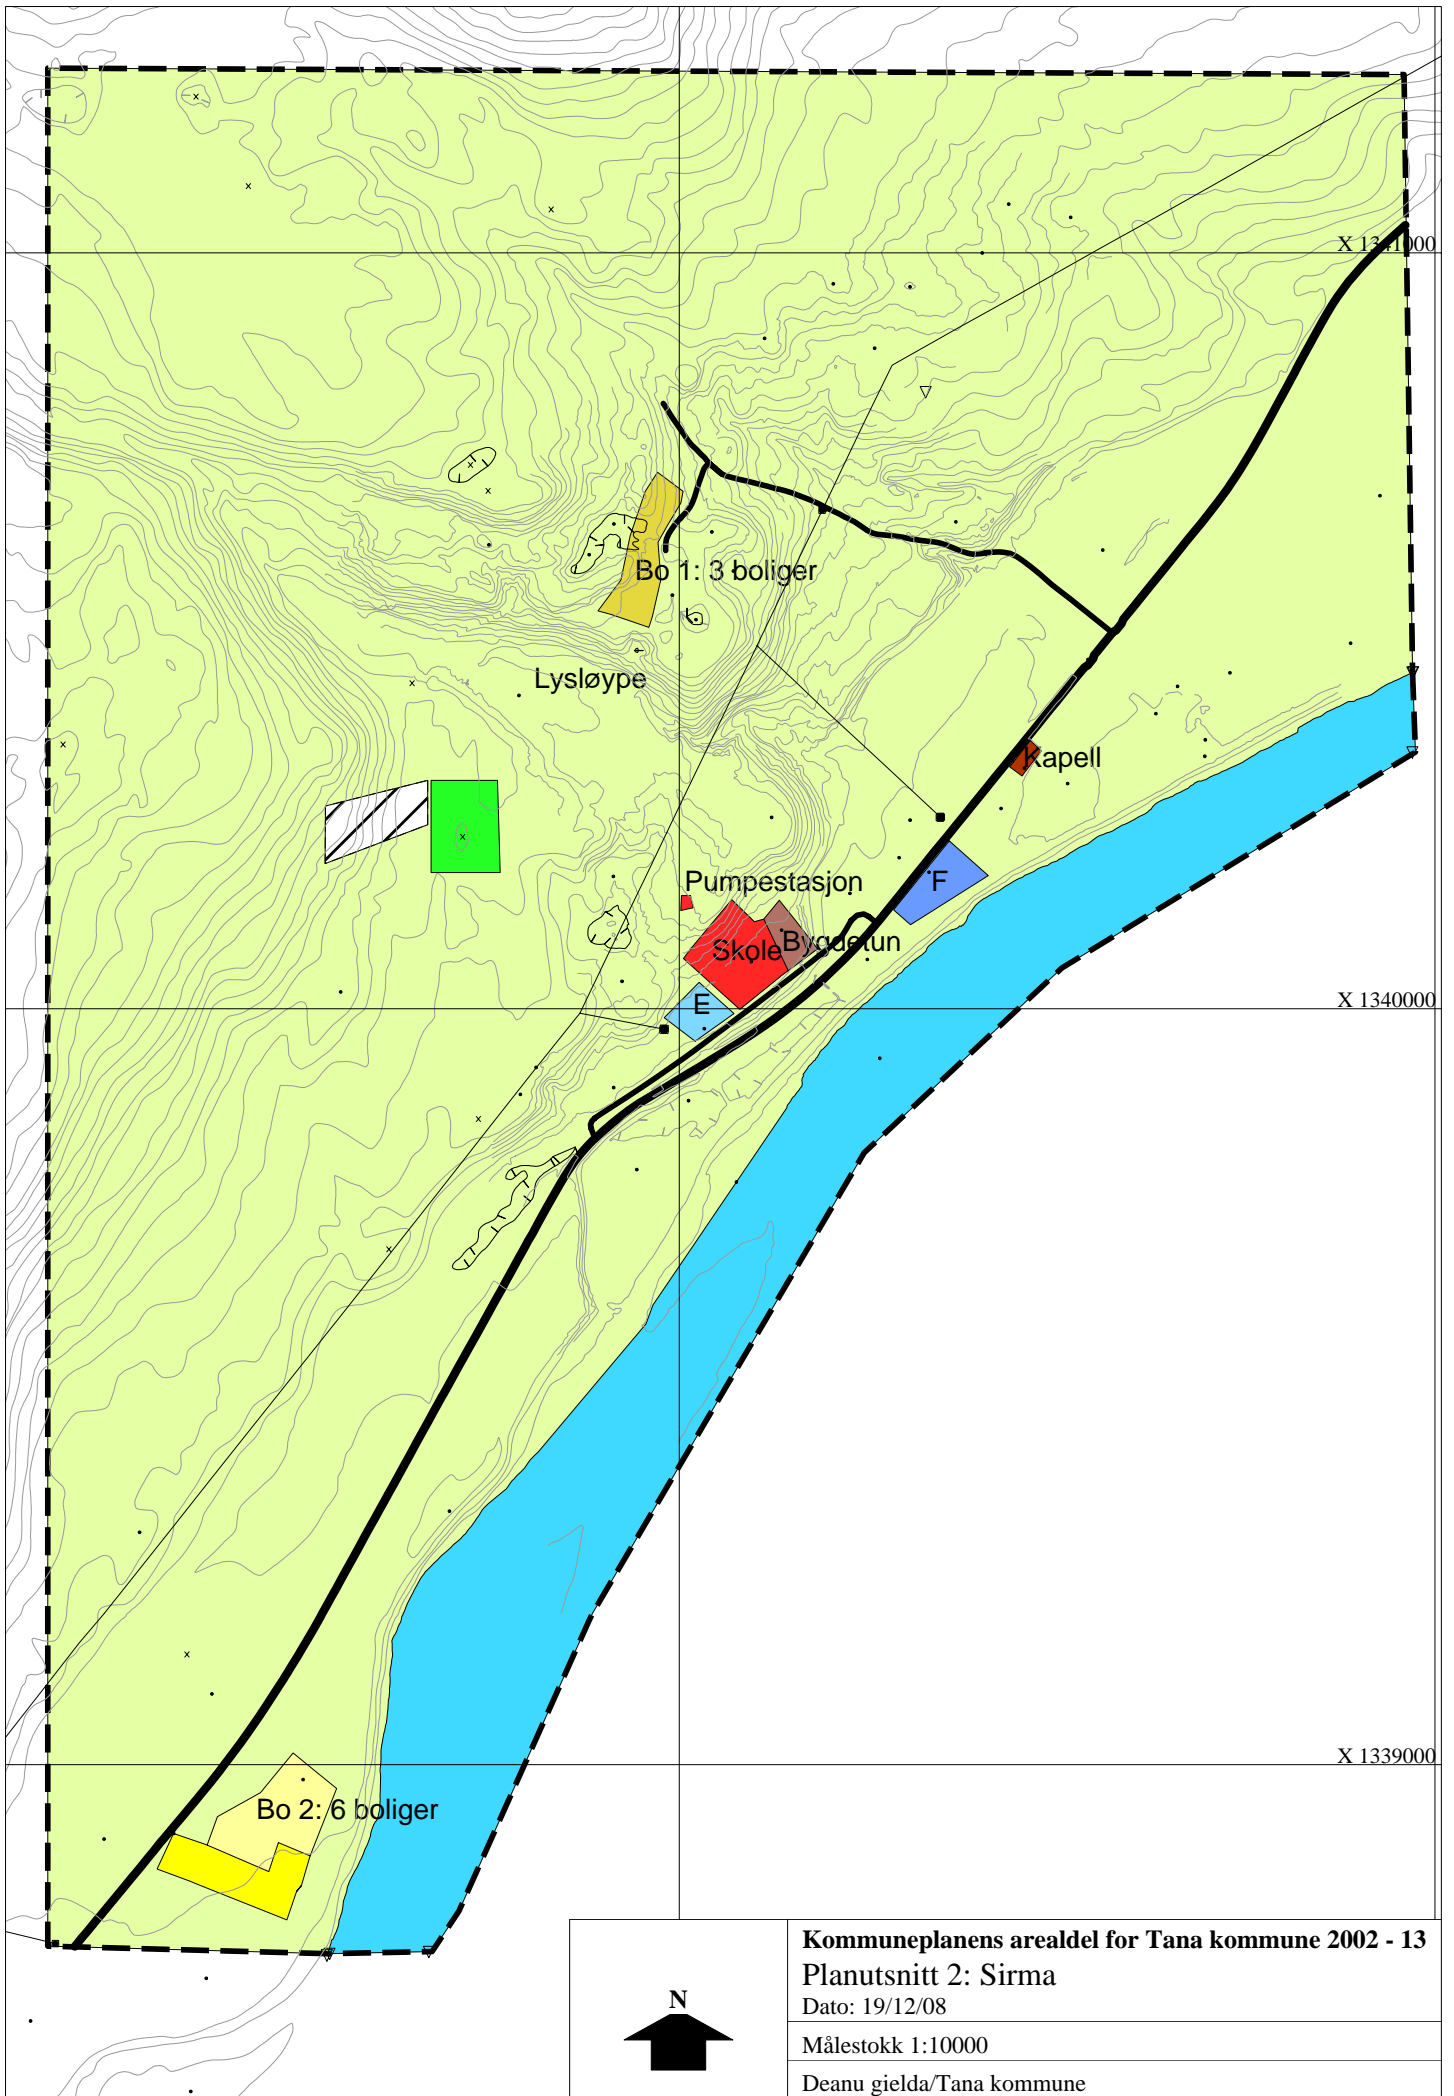 X 1341000
Bo 1: 3 boliger
Lysløype
Kapell
Pumpestasjon
F
Skole
Bygdetun
E
X 1340000
X 1339000
Bo 2: 6 boliger
N
Kommuneplanens arealdel for Tana kommune 2002 - 13
Planutsnitt 2: Sirma
Dato: 19/12/08
Målestokk 1:10000
Deanu gielda/Tana kommune